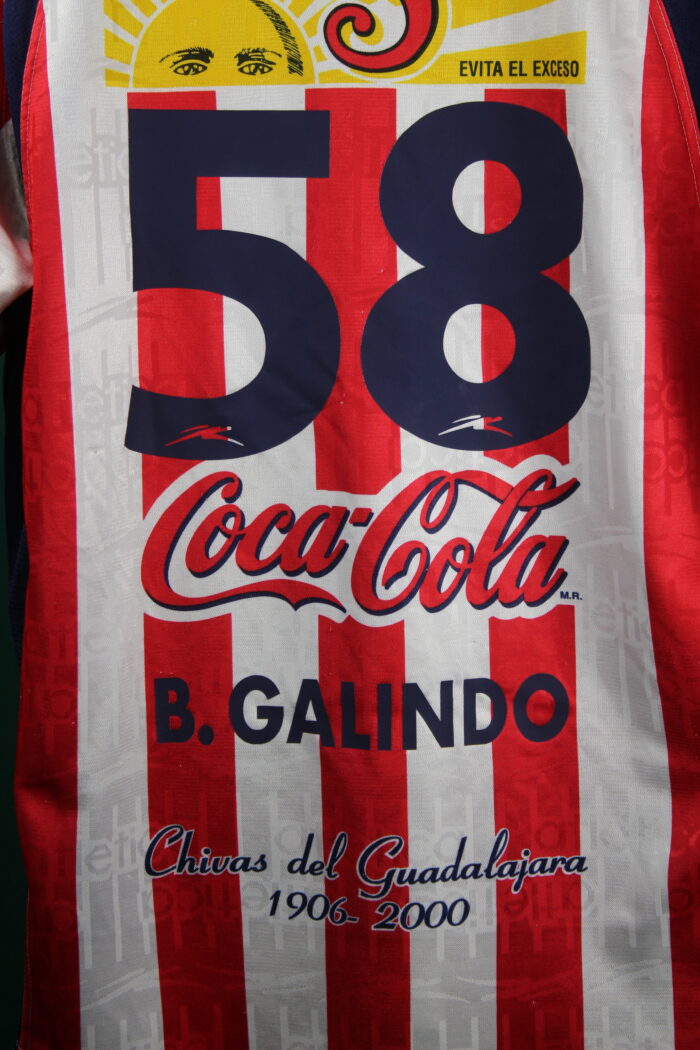 EVITA EL EXCESO
58
Coca-Cola
M.R.
B. GALINDO
Chivas del Guadalajara
1906- 2000